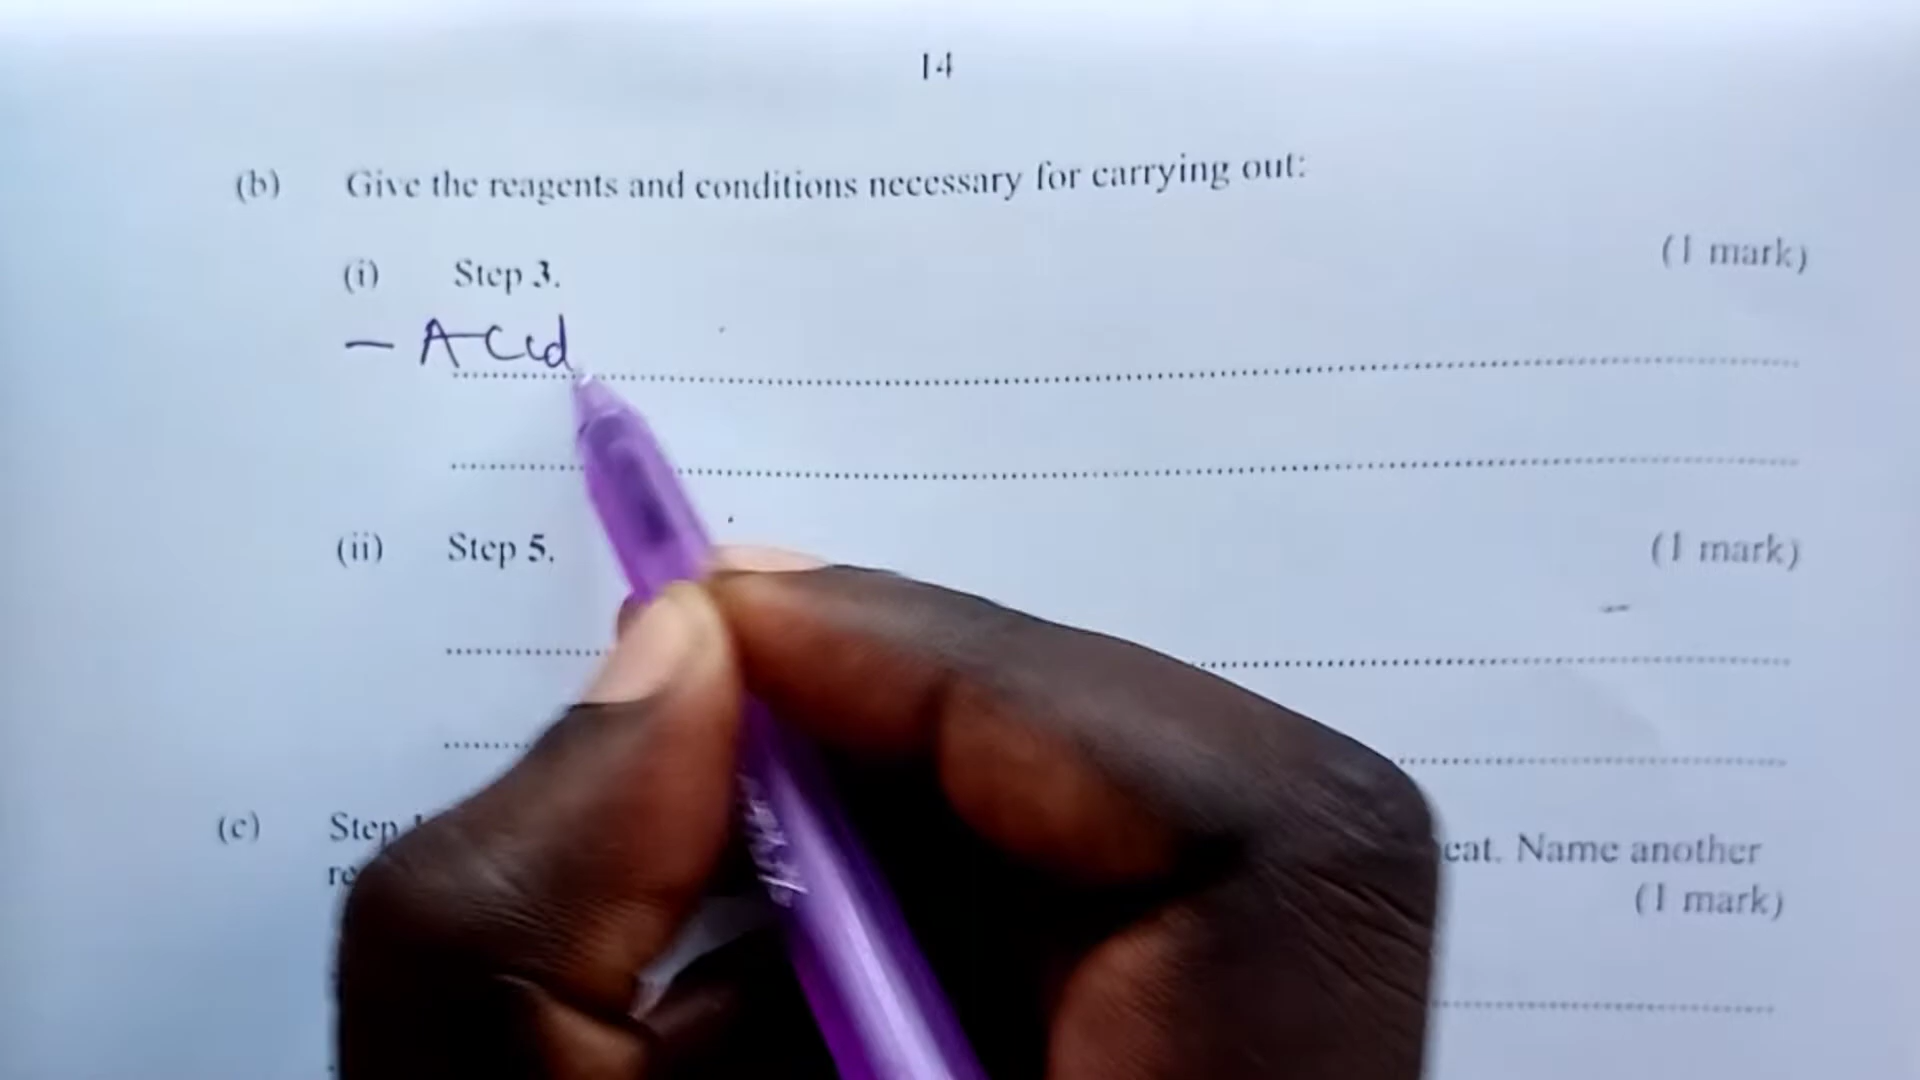 14
(b) Give the reagents and conditions necessary for carrying out:
(i) Step 3. (1 mark)
– Acid
(ii) Step 5. (1 mark)
(c) Step eat. Name another
(1 mark)